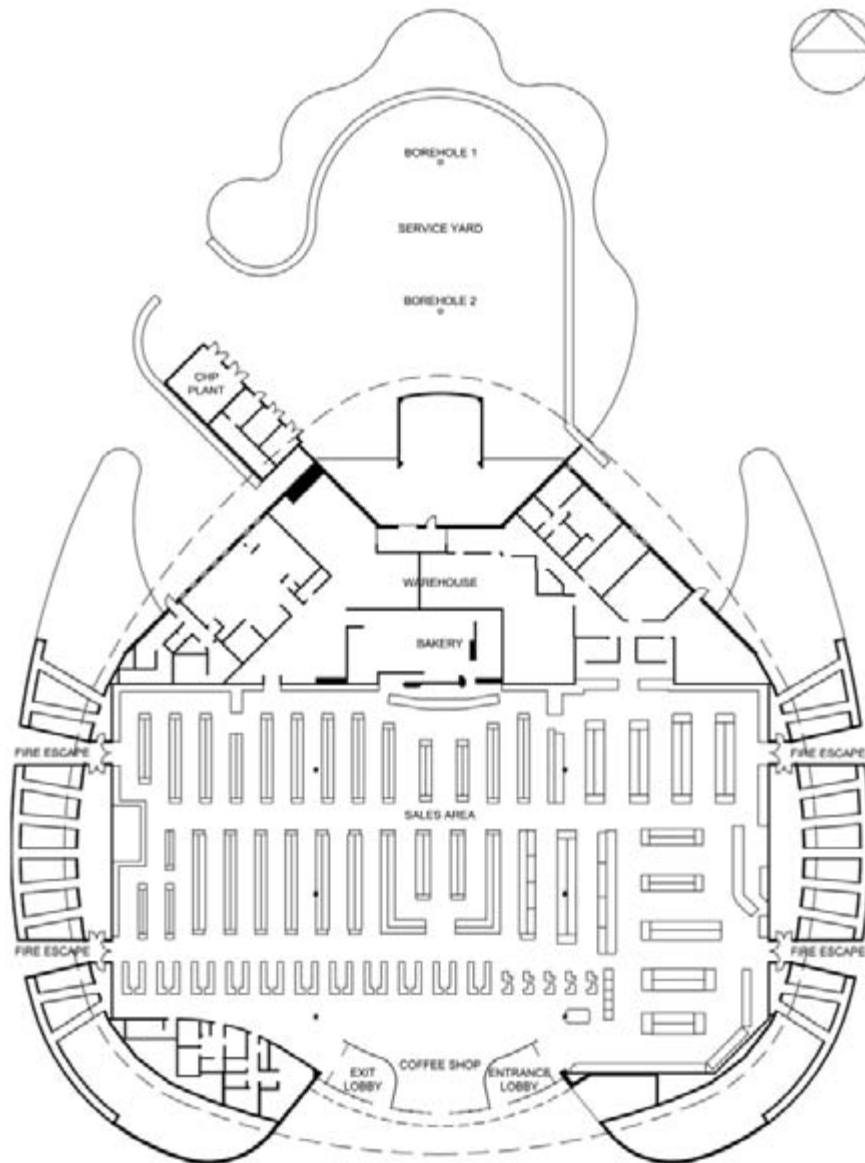 BOREHOLE 1
SERVICE YARD
BOREHOLE 2
CHP
PLANT
WAREHOUSE
BAKERY
FIRE ESCAPE
FIRE ESCAPE
SALES AREA
FIRE ESCAPE
FIRE ESCAPE
EXIT
LOBBY
COFFEE SHOP
ENTRANCE
LOBBY